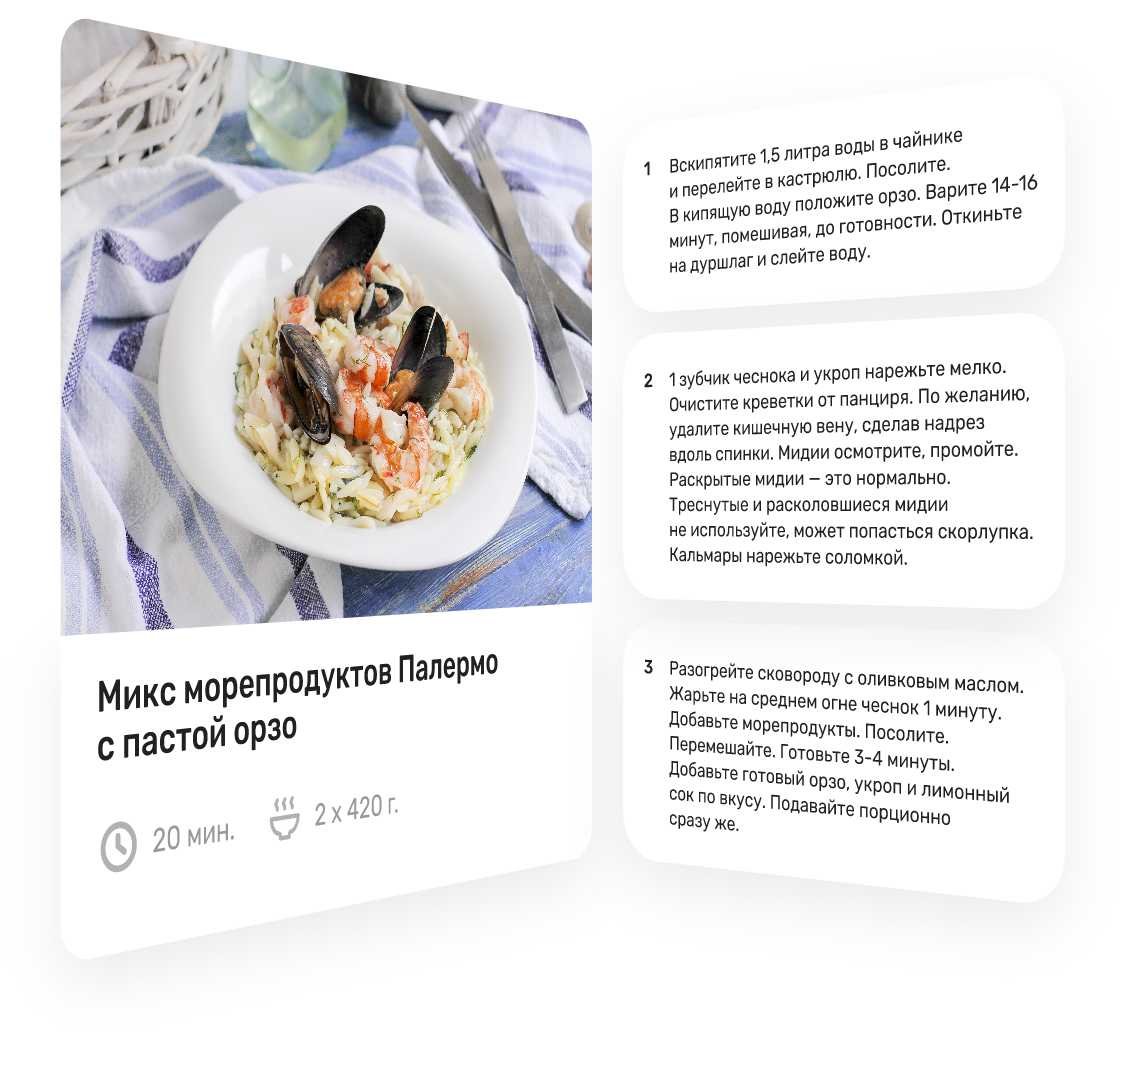 Микс морепродуктов Палермо
с пастой орзо
20 мин.
2 x 420 г.
1
Вскипятите 1,5 литра воды в чайнике
и перелейте в кастрюлю. Посолите.
В кипящую воду положите орзо. Варите 14-16
минут, помешивая, до готовности. Откиньте
на дуршлаг и слейте воду.
2
1 зубчик чеснока и укроп нарежьте мелко.
Очистите креветки от панциря. По желанию,
удалите кишечную вену, сделав надрез
вдоль спинки. Мидии осмотрите, промойте.
Раскрытые мидии – это нормально.
Треснутые и расколовшиеся мидии
не используйте, может попасться скорлупка.
Кальмары нарежьте соломкой.
3
Разогрейте сковороду с оливковым маслом.
Жарьте на среднем огне чеснок 1 минуту.
Добавьте морепродукты. Посолите.
Перемешайте. Готовьте 3-4 минуты.
Добавьте готовый орзо, укроп и лимонный
сок по вкусу. Подавайте порционно
сразу же.